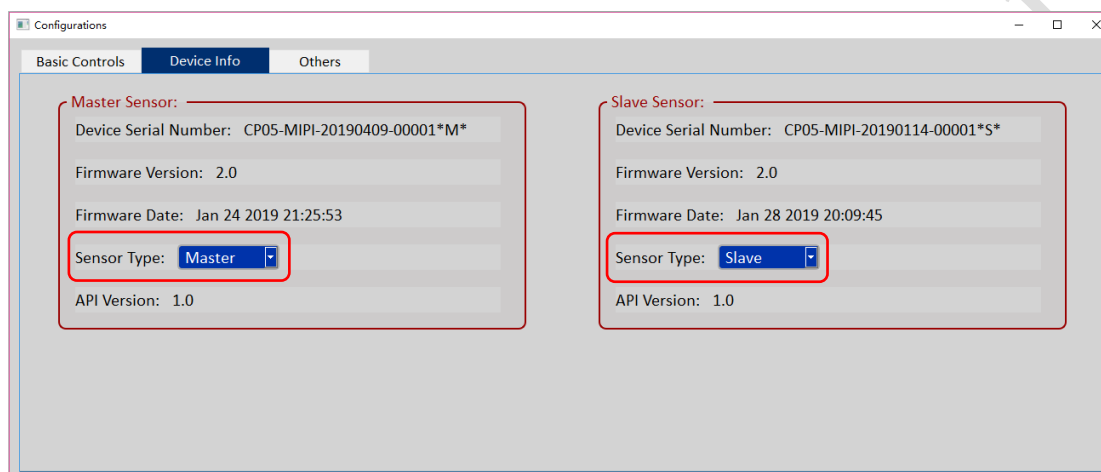 Configurations
Basic Controls Device Info Others
Master Sensor:
Device Serial Number: CP05-MIPI-20190409-00001*M*
Firmware Version: 2.0
Firmware Date: Jan 24 2019 21:25:53
Sensor Type: Master
API Version: 1.0
Slave Sensor:
Device Serial Number: CP05-MIPI-20190114-00001*S*
Firmware Version: 2.0
Firmware Date: Jan 28 2019 20:09:45
Sensor Type: Slave
API Version: 1.0